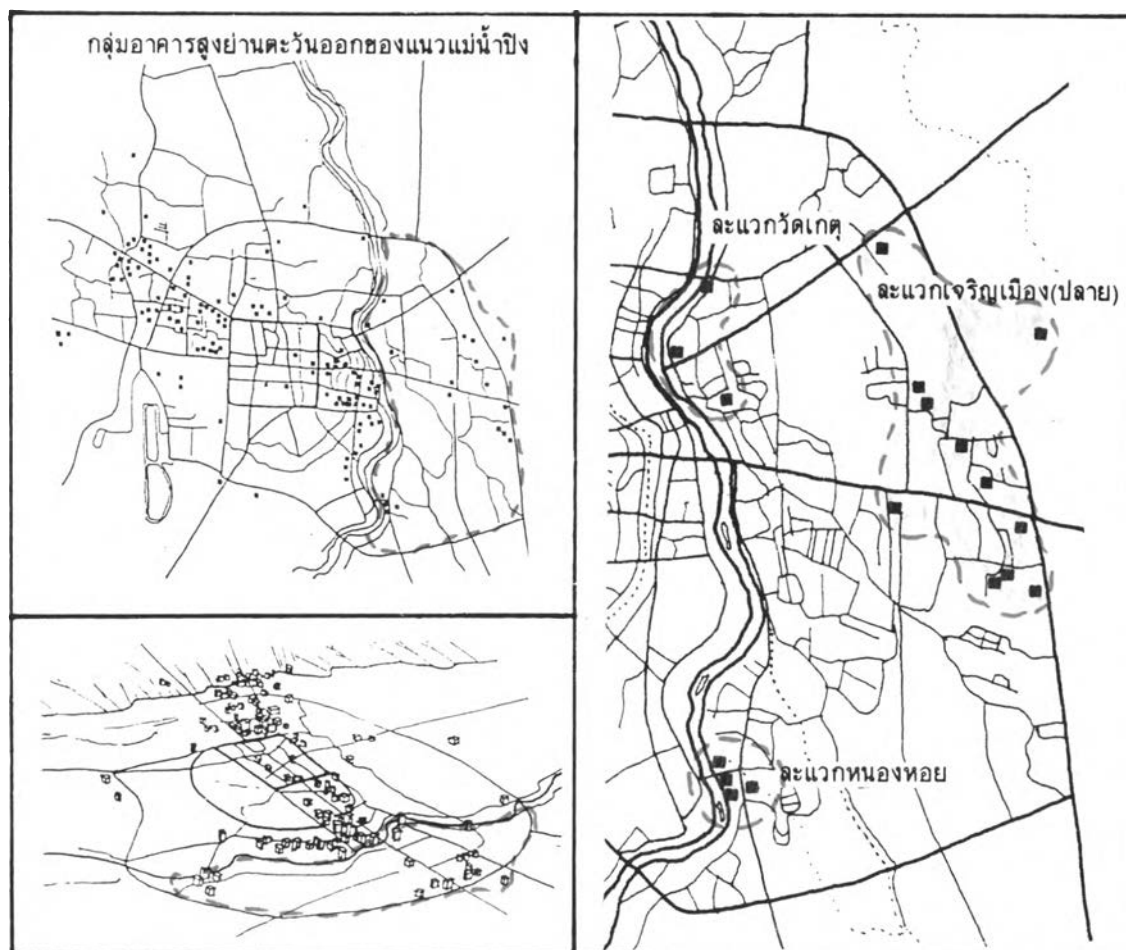 กลุ่มอาคารสูงย่านตะวันออกของแนวแม่น้ำปิง
ละแวกวัดเกตุ
ละแวกเจริญเมือง(ปลาย)
ละแวกหนองหอย